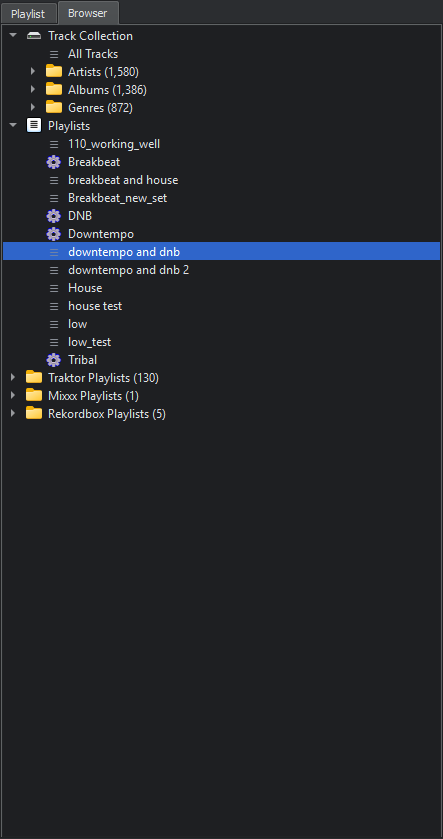 Playlist
Browser
Track Collection
All Tracks
Artists (1,580)
Albums (1,386)
Genres (872)
Playlists
110_working_well
Breakbeat
breakbeat and house
Breakbeat_new_set
DNB
Downtempo
downtempo and dnb
downtempo and dnb 2
House
house test
low
low_test
Tribal
Traktor Playlists (130)
Mixxx Playlists (1)
Rekordbox Playlists (5)